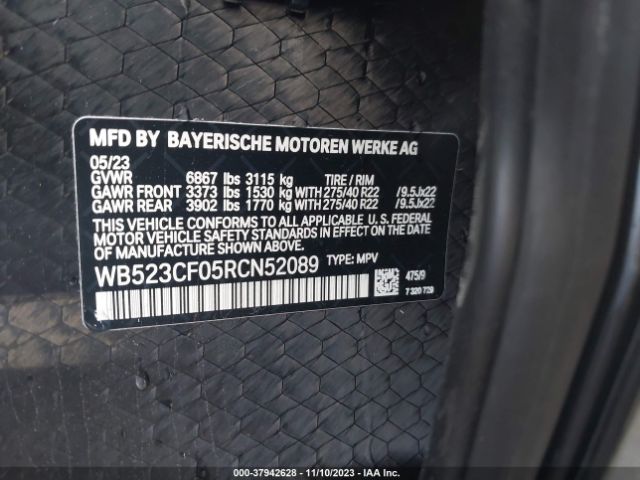 MFD BY BAYERISCHE MOTOREN WERKE AG
05/23
GVWR 6867 lbs 3115 kg TIRE / RIM
GAWR FRONT 3373 lbs 1530 kg WITH 275/40 R22 /9.5Jx22
GAWR REAR 3902 lbs 1770 kg WITH 275/40 R22 /9.5Jx22
THIS VEHICLE CONFORMS TO ALL APPLICABLE U.S. FEDERAL
MOTOR VEHICLE SAFETY STANDARDS IN EFFECT ON THE DATE
OF MANUFACTURE SHOWN ABOVE.
WB523CF05RCN52089 TYPE: MPV
475/9
7 320 739
000-37942628 - 11/10/2023 - IAA Inc.